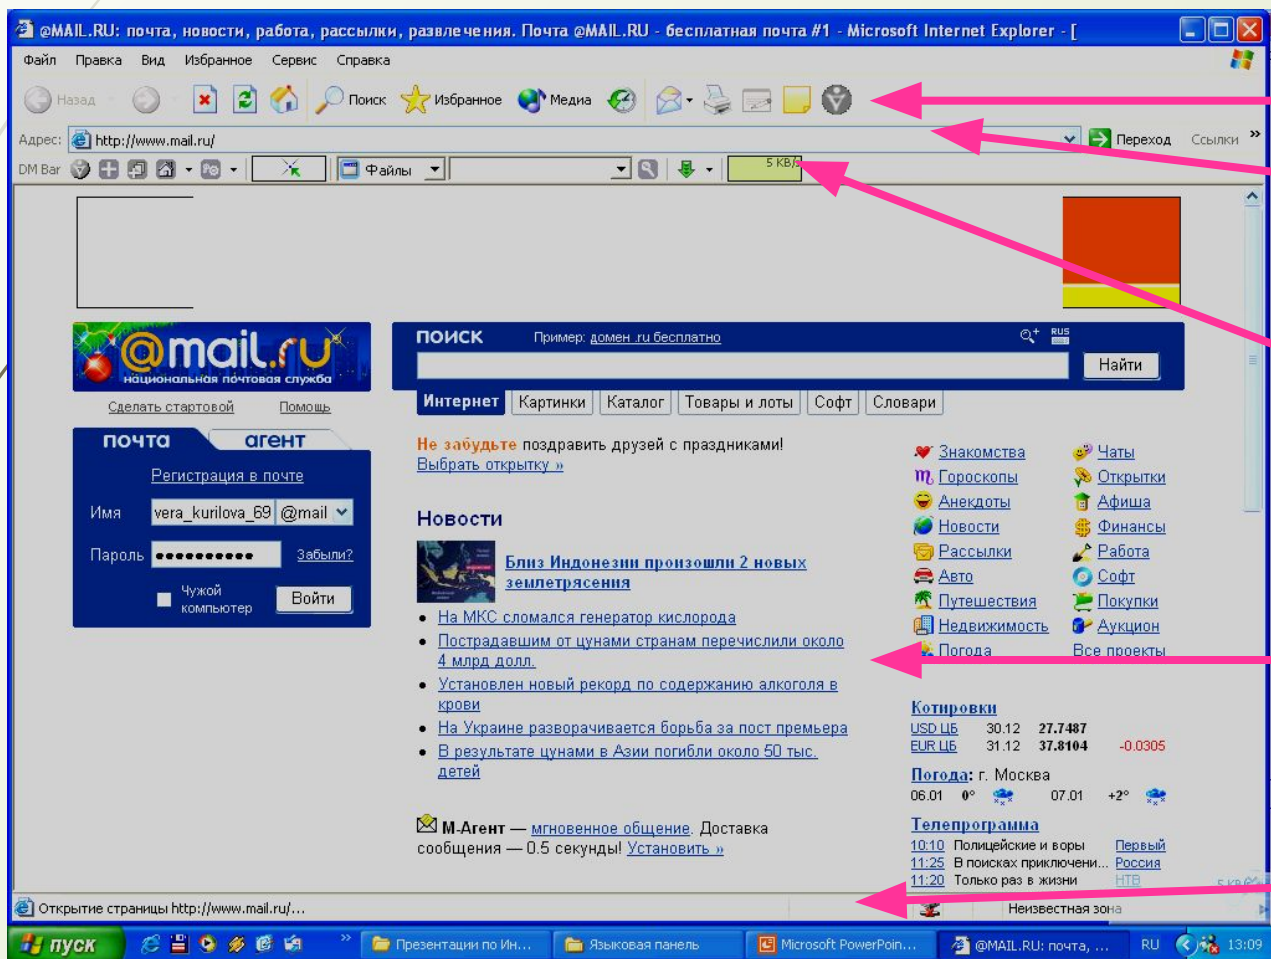 @MAIL.RU: почта, новости, работа, рассылки, развлечения. Почта @MAIL.RU - бесплатная почта #1 - Microsoft Internet Explorer - [
Файл Правка Вид Избранное Сервис Справка
Назад Поиск Избранное Медиа
Адрес: http://www.mail.ru/ Переход Ссылки »
DM Bar Файлы 5 KB/
@mail.ru
национальная почтовая служба
Сделать стартовой Помощь
почта агент
Регистрация в почте
Имя vera_kurilova_69 @mail
Пароль •••••••••• Забыли?
Чужой
компьютер
Войти
ПОИСК Пример: домен .ru бесплатно RUS
Найти
Интернет Картинки Каталог Товары и лоты Софт Словари
Не забудьте поздравить друзей с праздниками!
Выбрать открытку »
Новости
Близ Индонезии произошли 2 новых
землетрясения
• На МКС сломался генератор кислорода
• Пострадавшим от цунами странам перечислили около
4 млрд долл.
• Установлен новый рекорд по содержанию алкоголя в
крови
• На Украине разворачивается борьба за пост премьера
• В результате цунами в Азии погибли около 50 тыс.
детей
М-Агент — мгновенное общение. Доставка
сообщения — 0.5 секунды! Установить »
Знакомства Чаты
Гороскопы Открытки
Анекдоты Афиша
Новости Финансы
Рассылки Работа
Авто Софт
Путешествия Покупки
Недвижимость Аукцион
Погода Все проекты
Котировки
USD ЦБ 30.12 27.7487
EUR ЦБ 31.12 37.8104 -0.0305
Погода: г. Москва
06.01 0° 07.01 +2°
Телепрограмма
10:10 Полицейские и воры Первый
11:25 В поисках приключени... Россия
11:20 Только раз в жизни НТВ
Открытие страницы http://www.mail.ru/... Неизвестная зона
пуск » Презентации по Ин... Языковая панель Microsoft PowerPoin... @MAIL.RU: почта, ... RU 13:09